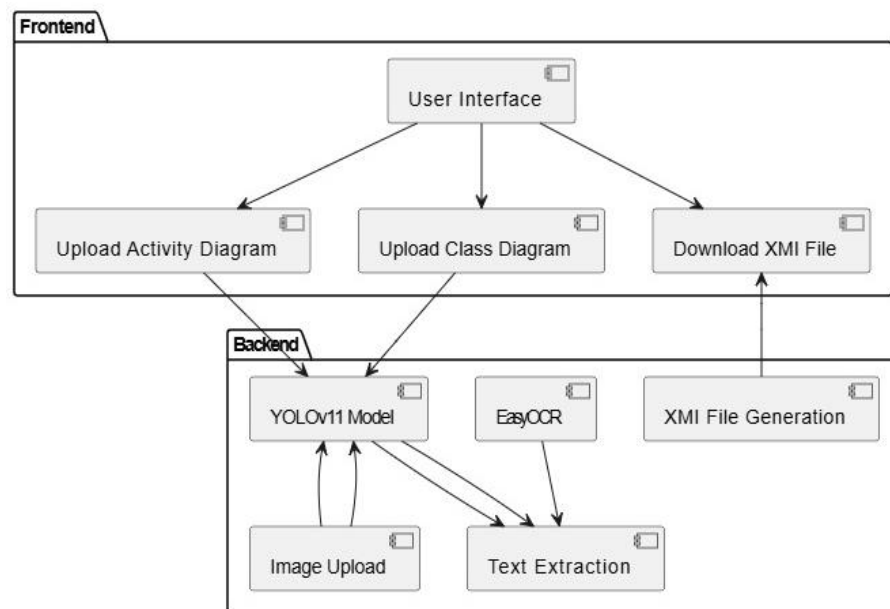 Frontend
User Interface
Upload Activity Diagram
Upload Class Diagram
Download XMI File
Backend
YOLOv11 Model
EasyOCR
XMI File Generation
Image Upload
Text Extraction